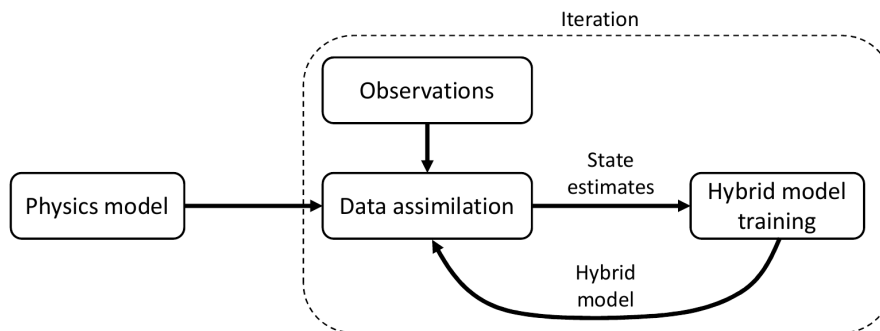 Iteration
Observations
Physics model
Data assimilation
State
estimates
Hybrid model
training
Hybrid
model